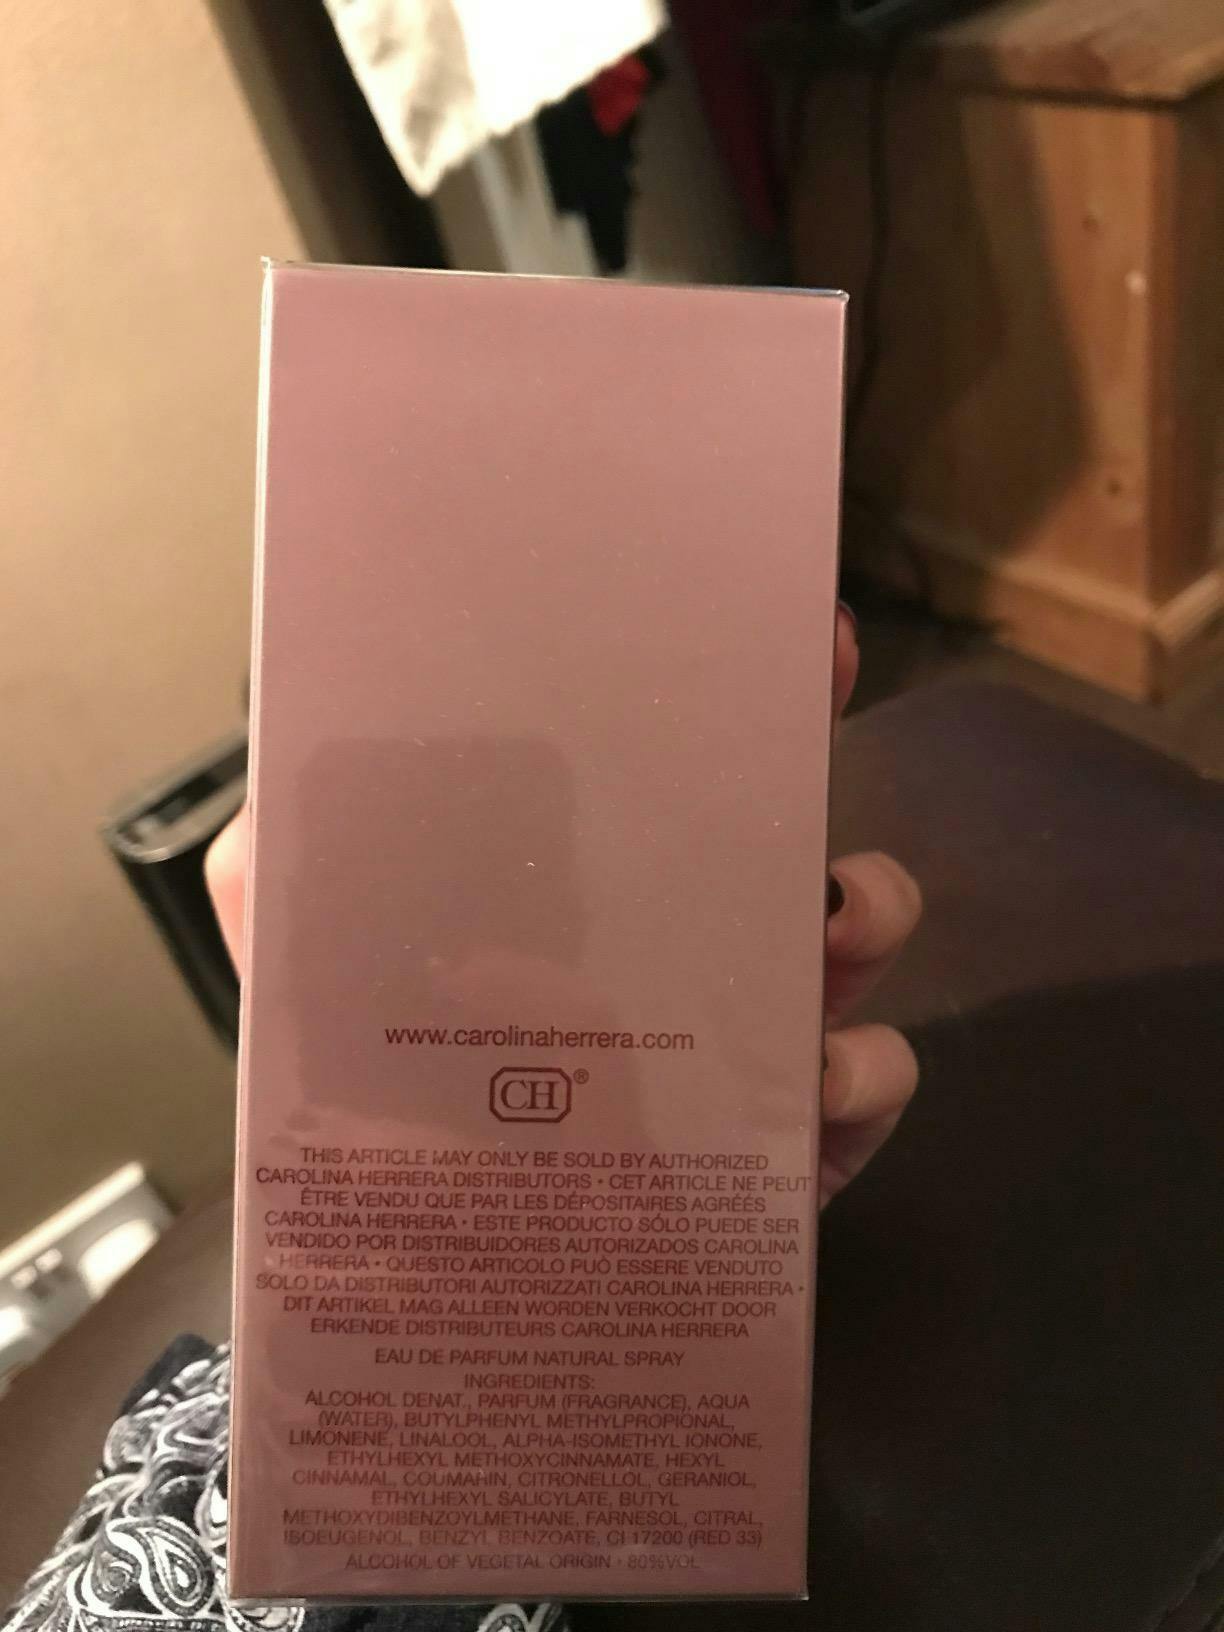 www.carolinaherrera.com
CH®
THIS ARTICLE MAY ONLY BE SOLD BY AUTHORIZED
CAROLINA HERRERA DISTRIBUTORS • CET ARTICLE NE PEUT
ÊTRE VENDU QUE PAR LES DÉPOSITAIRES AGRÉÉS
CAROLINA HERRERA • ESTE PRODUCTO SÓLO PUEDE SER
VENDIDO POR DISTRIBUIDORES AUTORIZADOS CAROLINA
HERRERA • QUESTO ARTICOLO PUÒ ESSERE VENDUTO
SOLO DA DISTRIBUTORI AUTORIZZATI CAROLINA HERRERA •
DIT ARTIKEL MAG ALLEEN WORDEN VERKOCHT DOOR
ERKENDE DISTRIBUTEURS CAROLINA HERRERA
EAU DE PARFUM NATURAL SPRAY
INGREDIENTS:
ALCOHOL DENAT., PARFUM (FRAGRANCE), AQUA
(WATER), BUTYLPHENYL METHYLPROPIONAL,
LIMONENE, LINALOOL, ALPHA-ISOMETHYL IONONE,
ETHYLHEXYL METHOXYCINNAMATE, HEXYL
CINNAMAL, COUMARIN, CITRONELLOL, GERANIOL,
ETHYLHEXYL SALICYLATE, BUTYL
METHOXYDIBENZOYLMETHANE, FARNESOL, CITRAL,
ISOEUGENOL, BENZYL BENZOATE, CI 17200 (RED 33)
ALCOHOL OF VEGETAL ORIGIN • 80%VOL